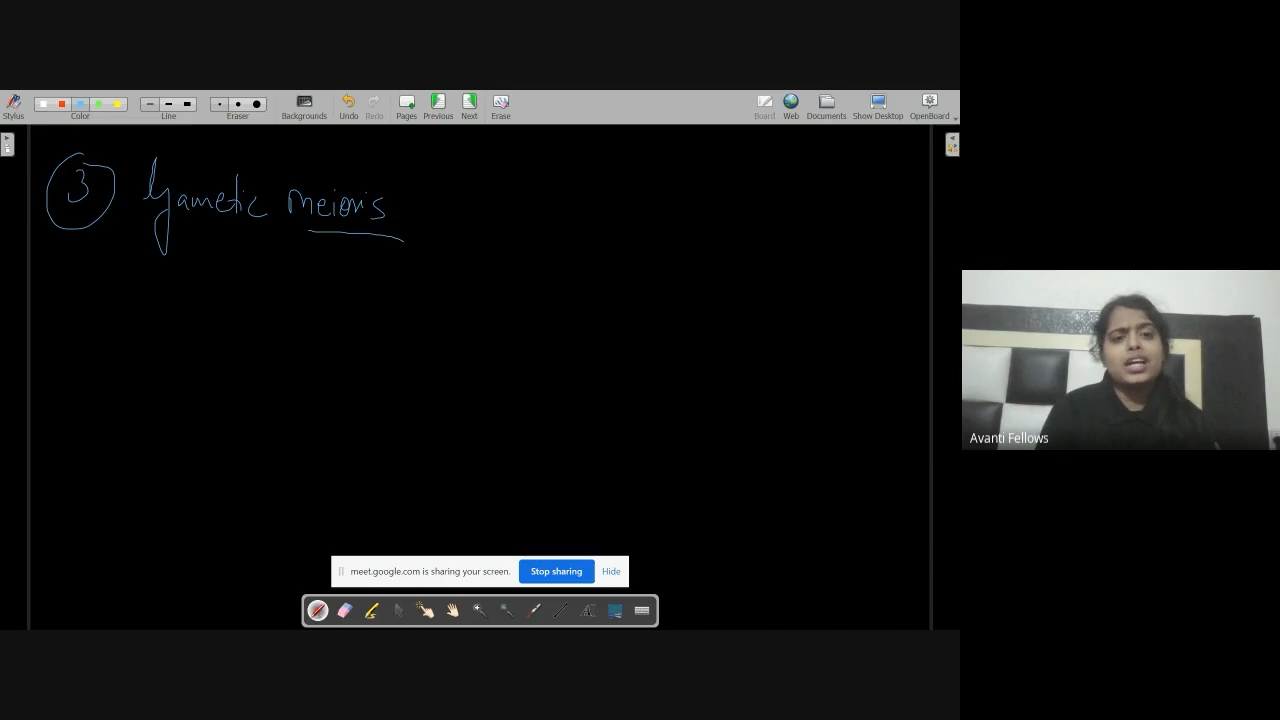 Stylus Color Line Eraser Backgrounds Undo Redo Pages Previous Next Erase Board Web Documents Show Desktop OpenBoard
3 Gametic Meiosis
Avanti Fellows
meet.google.com is sharing your screen. Stop sharing Hide